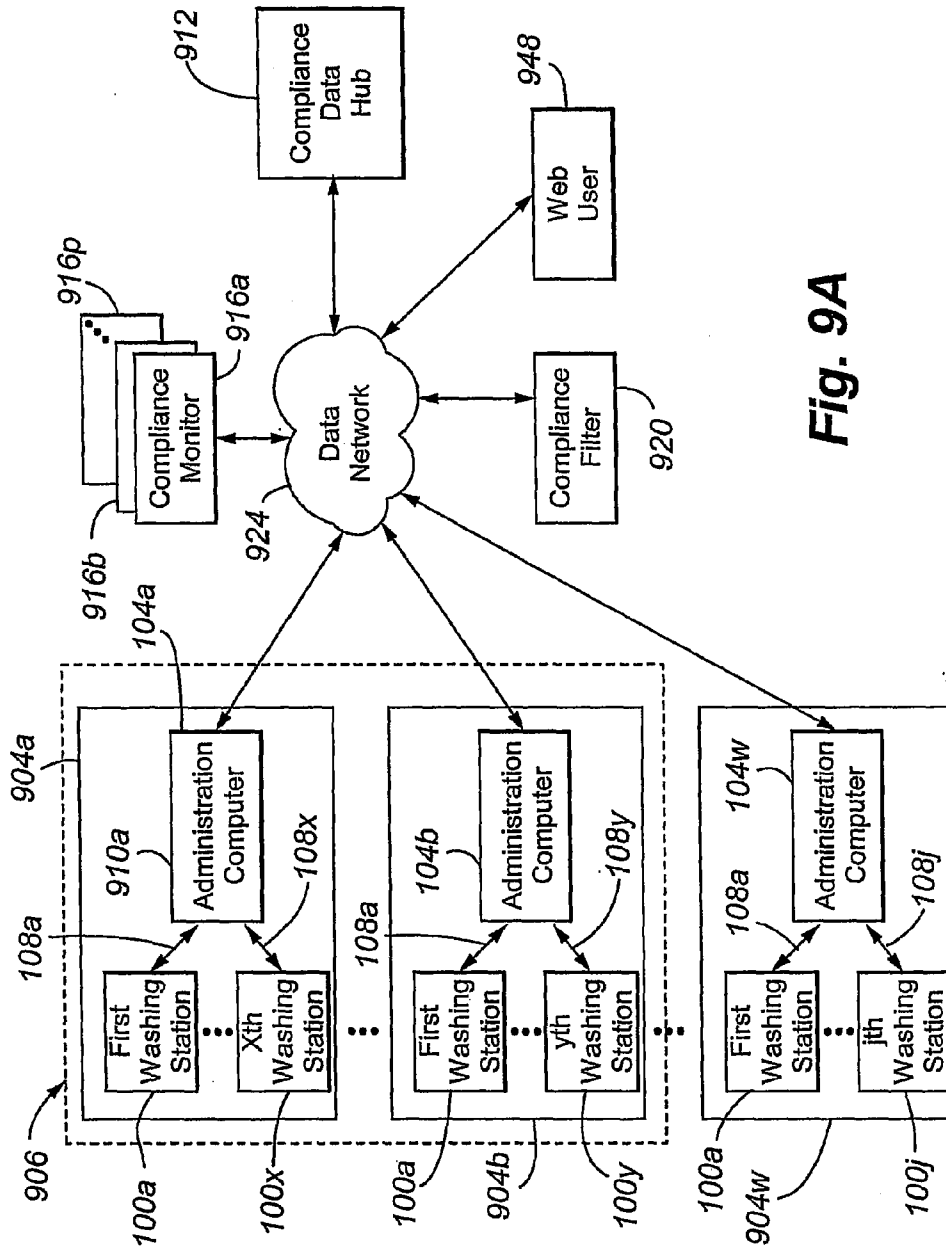 906
904a
910a
104a
108a
108x
First
Washing
Station
Xth
Washing
Station
Administration
Computer
100a
100x
104b
108a
108y
First
Washing
Station
yth
Washing
Station
Administration
Computer
100a
904b
100y
104w
108a
108j
First
Washing
Station
jth
Washing
Station
Administration
Computer
100a
904w
100j
916b
916p
916a
Compliance
Monitor
924
Data
Network
912
Compliance
Data
Hub
948
Web
User
Compliance
Filter
920
Fig. 9A